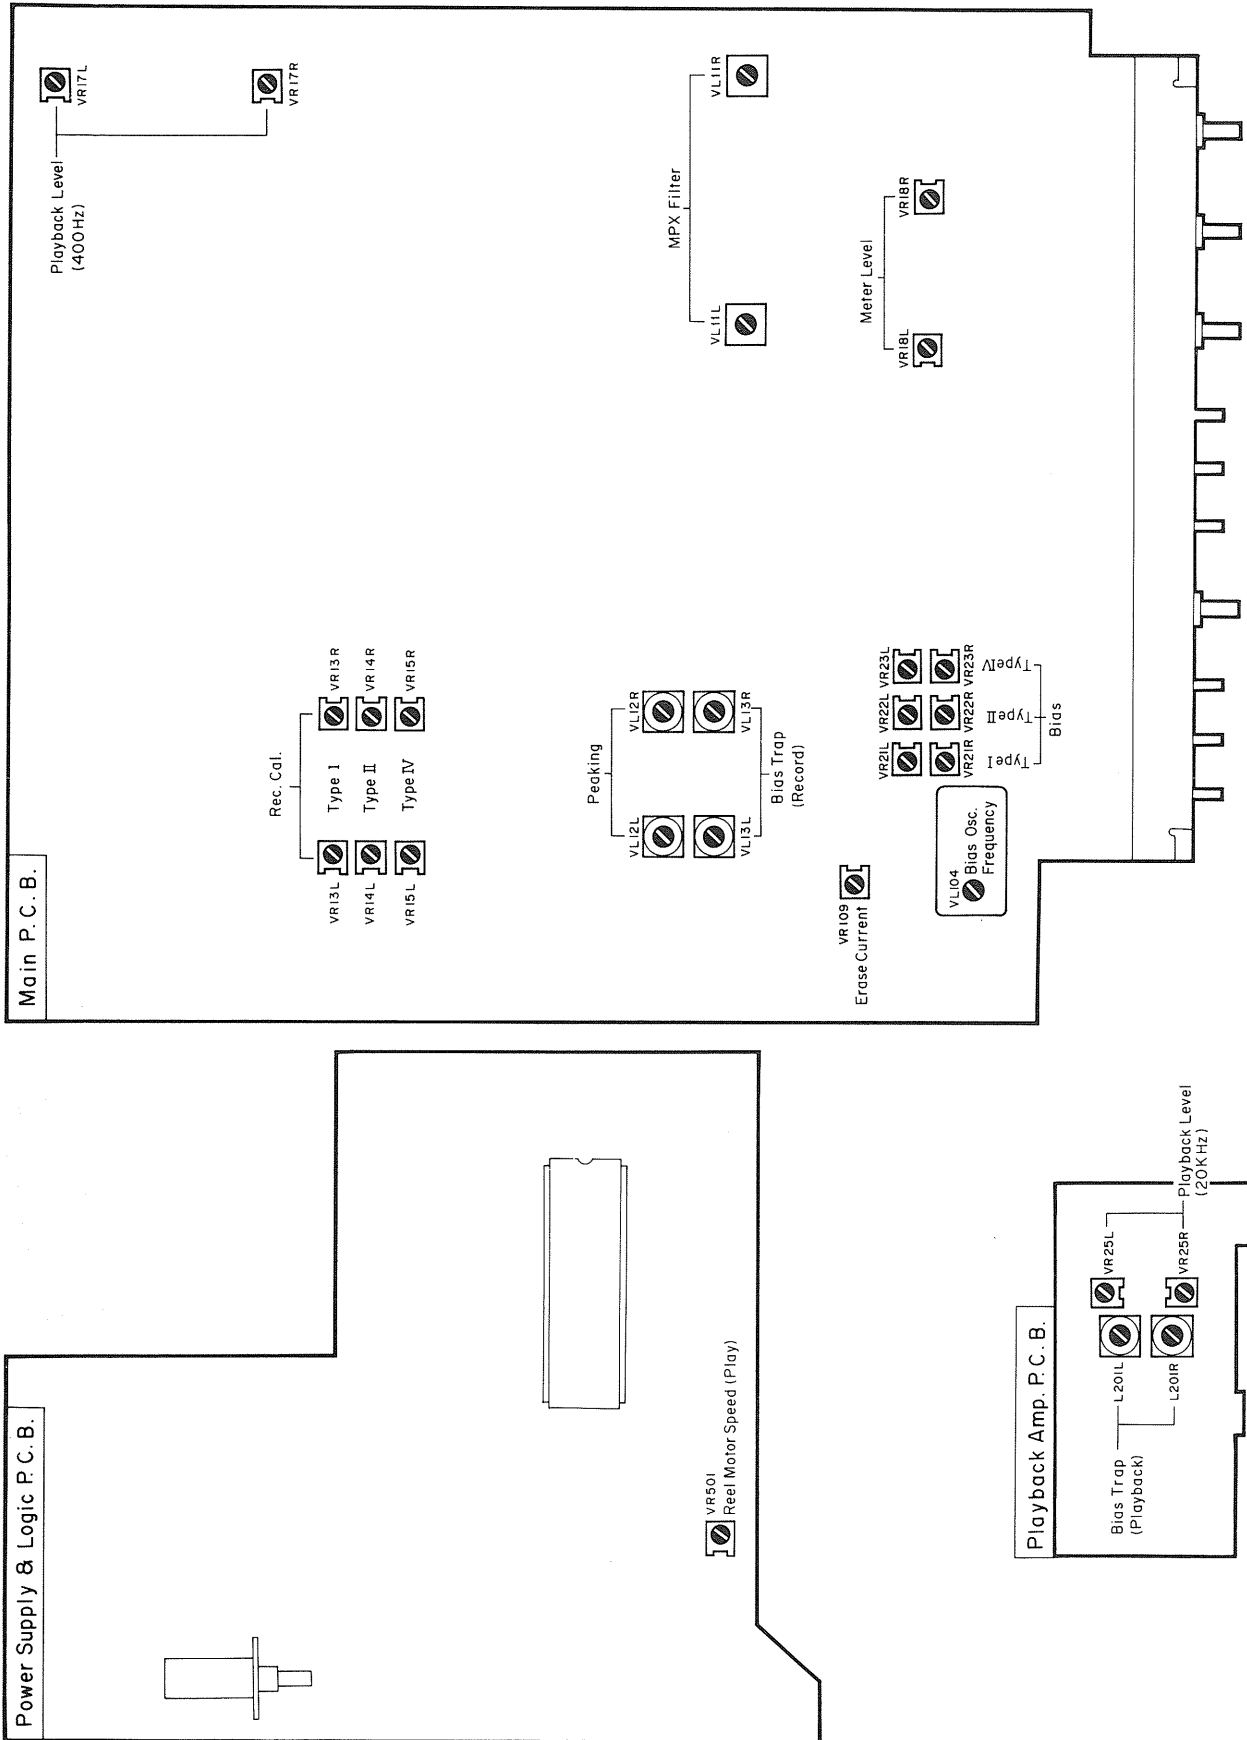 Main P. C. B.
VR17L
VR17R
Playback Level
(400Hz)
VL11R
VL11L
MPX Filter
VR18R
VR18L
Meter Level
Rec. Cal.
VR13L
Type I
VR13R
VR14L
Type II
VR14R
VR15L
Type IV
VR15R
Peaking
VL12L
VL12R
VL13L
VL13R
Bias Trap
(Record)
VR21L
VR22L
VR23L
VR21R
VR22R
VR23R
Type I
Type II
Type IV
Bias
VR109
Erase Current
VL104
Bias Osc.
Frequency
Power Supply & Logic P. C. B.
VR501
Reel Motor Speed (Play)
Playback Amp. P. C. B.
L201L
VR25L
L201R
VR25R
Bias Trap
(Playback)
Playback Level
(20KHz)